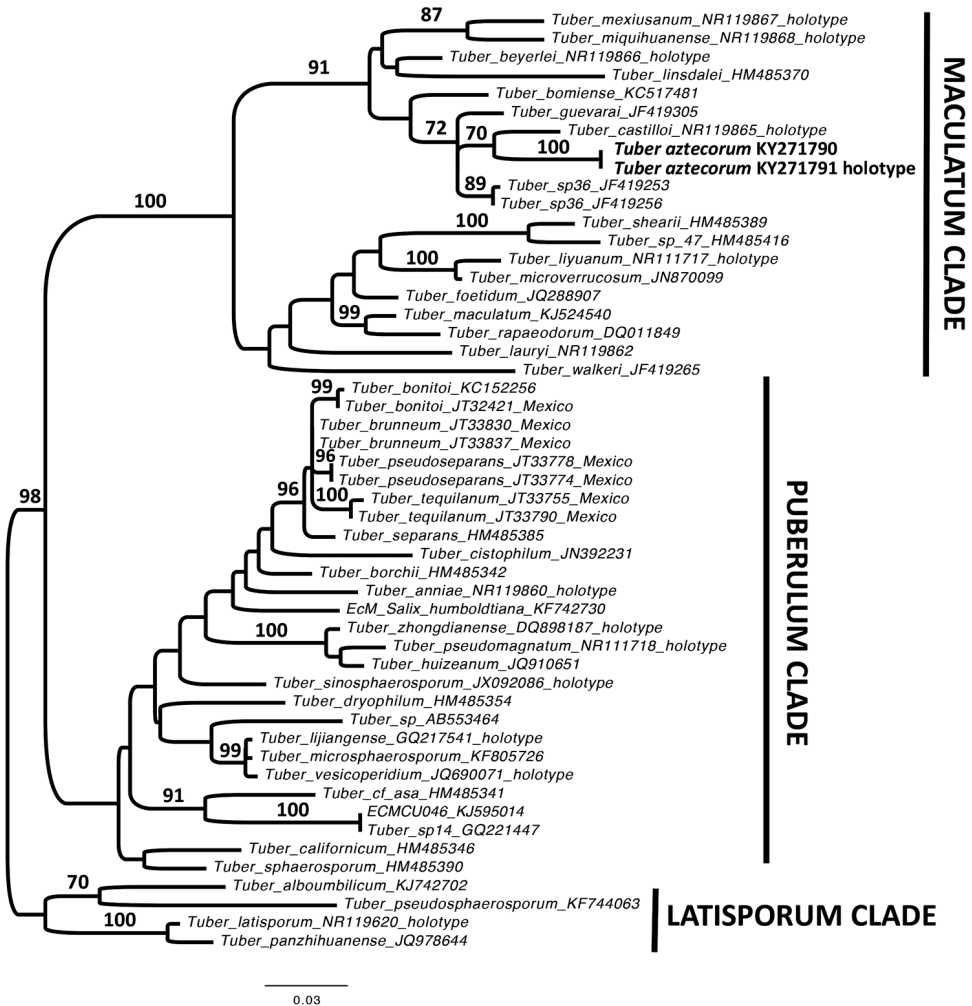 87
Tuber_mexiusanum_NR119867_holotype
Tuber_miquihuanense_NR119868_holotype
Tuber_beyerlei_NR119866_holotype
91
Tuber_linsdalei_HM485370
Tuber_bomiense_KC517481
Tuber_guevarai_JF419305
72
70
Tuber_castilloi_NR119865_holotype
100
Tuber aztecorum KY271790
Tuber aztecorum KY271791 holotype
89
Tuber_sp36_JF419253
Tuber_sp36_JF419256
100
100
Tuber_shearii_HM485389
Tuber_sp_47_HM485416
100
Tuber_liyuanum_NR111717_holotype
Tuber_microverrucosum_JN870099
Tuber_foetidum_JQ288907
99
Tuber_maculatum_KJ524540
Tuber_rapaeodorum_DQ011849
Tuber_lauryi_NR119862
Tuber_walkeri_JF419265
MACULATUM CLADE
99
Tuber_bonitoi_KC152256
Tuber_bonitoi_JT32421_Mexico
Tuber_brunneum_JT33830_Mexico
Tuber_brunneum_JT33837_Mexico
96
Tuber_pseudoseparans_JT33778_Mexico
Tuber_pseudoseparans_JT33774_Mexico
98
96
100
Tuber_tequilanum_JT33755_Mexico
Tuber_tequilanum_JT33790_Mexico
Tuber_separans_HM485385
Tuber_cistophilum_JN392231
Tuber_borchii_HM485342
Tuber_anniae_NR119860_holotype
EcM_Salix_humboldtiana_KF742730
100
Tuber_zhongdianense_DQ898187_holotype
Tuber_pseudomagnatum_NR111718_holotype
Tuber_huizeanum_JQ910651
Tuber_sinosphaerosporum_JX092086_holotype
Tuber_dryophilum_HM485354
Tuber_sp_AB553464
99
Tuber_lijiangense_GQ217541_holotype
Tuber_microsphaerosporum_KF805726
Tuber_vesicoperidium_JQ690071_holotype
91
Tuber_cf_asa_HM485341
100
ECMCU046_KJ595014
Tuber_sp14_GQ221447
Tuber_californicum_HM485346
Tuber_sphaerosporum_HM485390
PUBERULUM CLADE
70
Tuber_alboumbilicum_KJ742702
Tuber_pseudosphaerosporum_KF744063
100
Tuber_latisporum_NR119620_holotype
Tuber_panzhihuanense_JQ978644
LATISPORUM CLADE
0.03